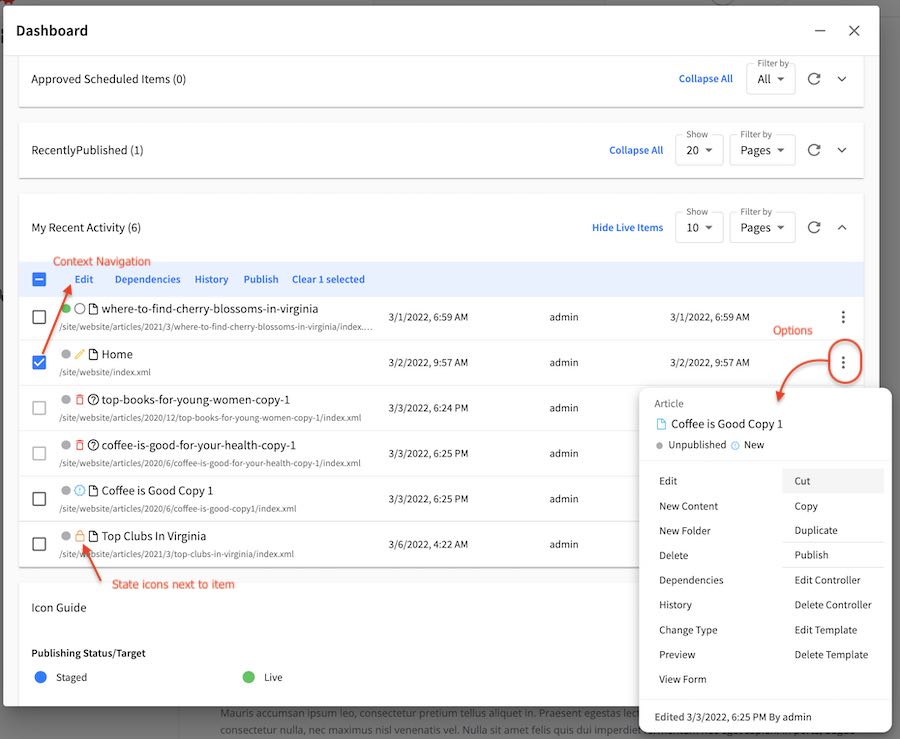 Dashboard
Approved Scheduled Items (0)
Collapse All
Filter by
All
RecentlyPublished (1)
Collapse All
Show
20
Filter by
Pages
My Recent Activity (6)
Hide Live Items
Show
10
Filter by
Pages
Context Navigation
Edit Dependencies History Publish Clear 1 selected
where-to-find-cherry-blossoms-in-virginia
/site/website/articles/2021/3/where-to-find-cherry-blossoms-in-virginia/index....
3/1/2022, 6:59 AM admin 3/1/2022, 6:59 AM
Options
Home
/site/website/index.xml
3/2/2022, 9:57 AM admin 3/2/2022, 9:57 AM
top-books-for-young-women-copy-1
/site/website/articles/2020/12/top-books-for-young-women-copy-1/index.xml
3/3/2022, 6:24 PM admin
coffee-is-good-for-your-health-copy-1
/site/website/articles/2020/6/coffee-is-good-for-your-health-copy-1/index.xml
3/3/2022, 6:25 PM admin
Coffee is Good Copy 1
/site/website/articles/2020/6/coffee-is-good-copy1/index.xml
3/3/2022, 6:25 PM admin
Top Clubs In Virginia
/site/website/articles/2021/3/top-clubs-in-virginia/index.xml
3/6/2022, 4:22 AM admin
State icons next to item
Icon Guide
Publishing Status/Target
Staged
Live
Article
Coffee is Good Copy 1
Unpublished New
Edit
New Content
New Folder
Delete
Dependencies
History
Change Type
Preview
View Form
Cut
Copy
Duplicate
Publish
Edit Controller
Delete Controller
Edit Template
Delete Template
Edited 3/3/2022, 6:25 PM By admin
Mauris accumsan ipsum leo, consectetur pretium tellus aliquet in. Praesent egestas
consectetur nulla, nec maximus nisl venenatis vel. Nulla sit amet felis quis dui imperdiet